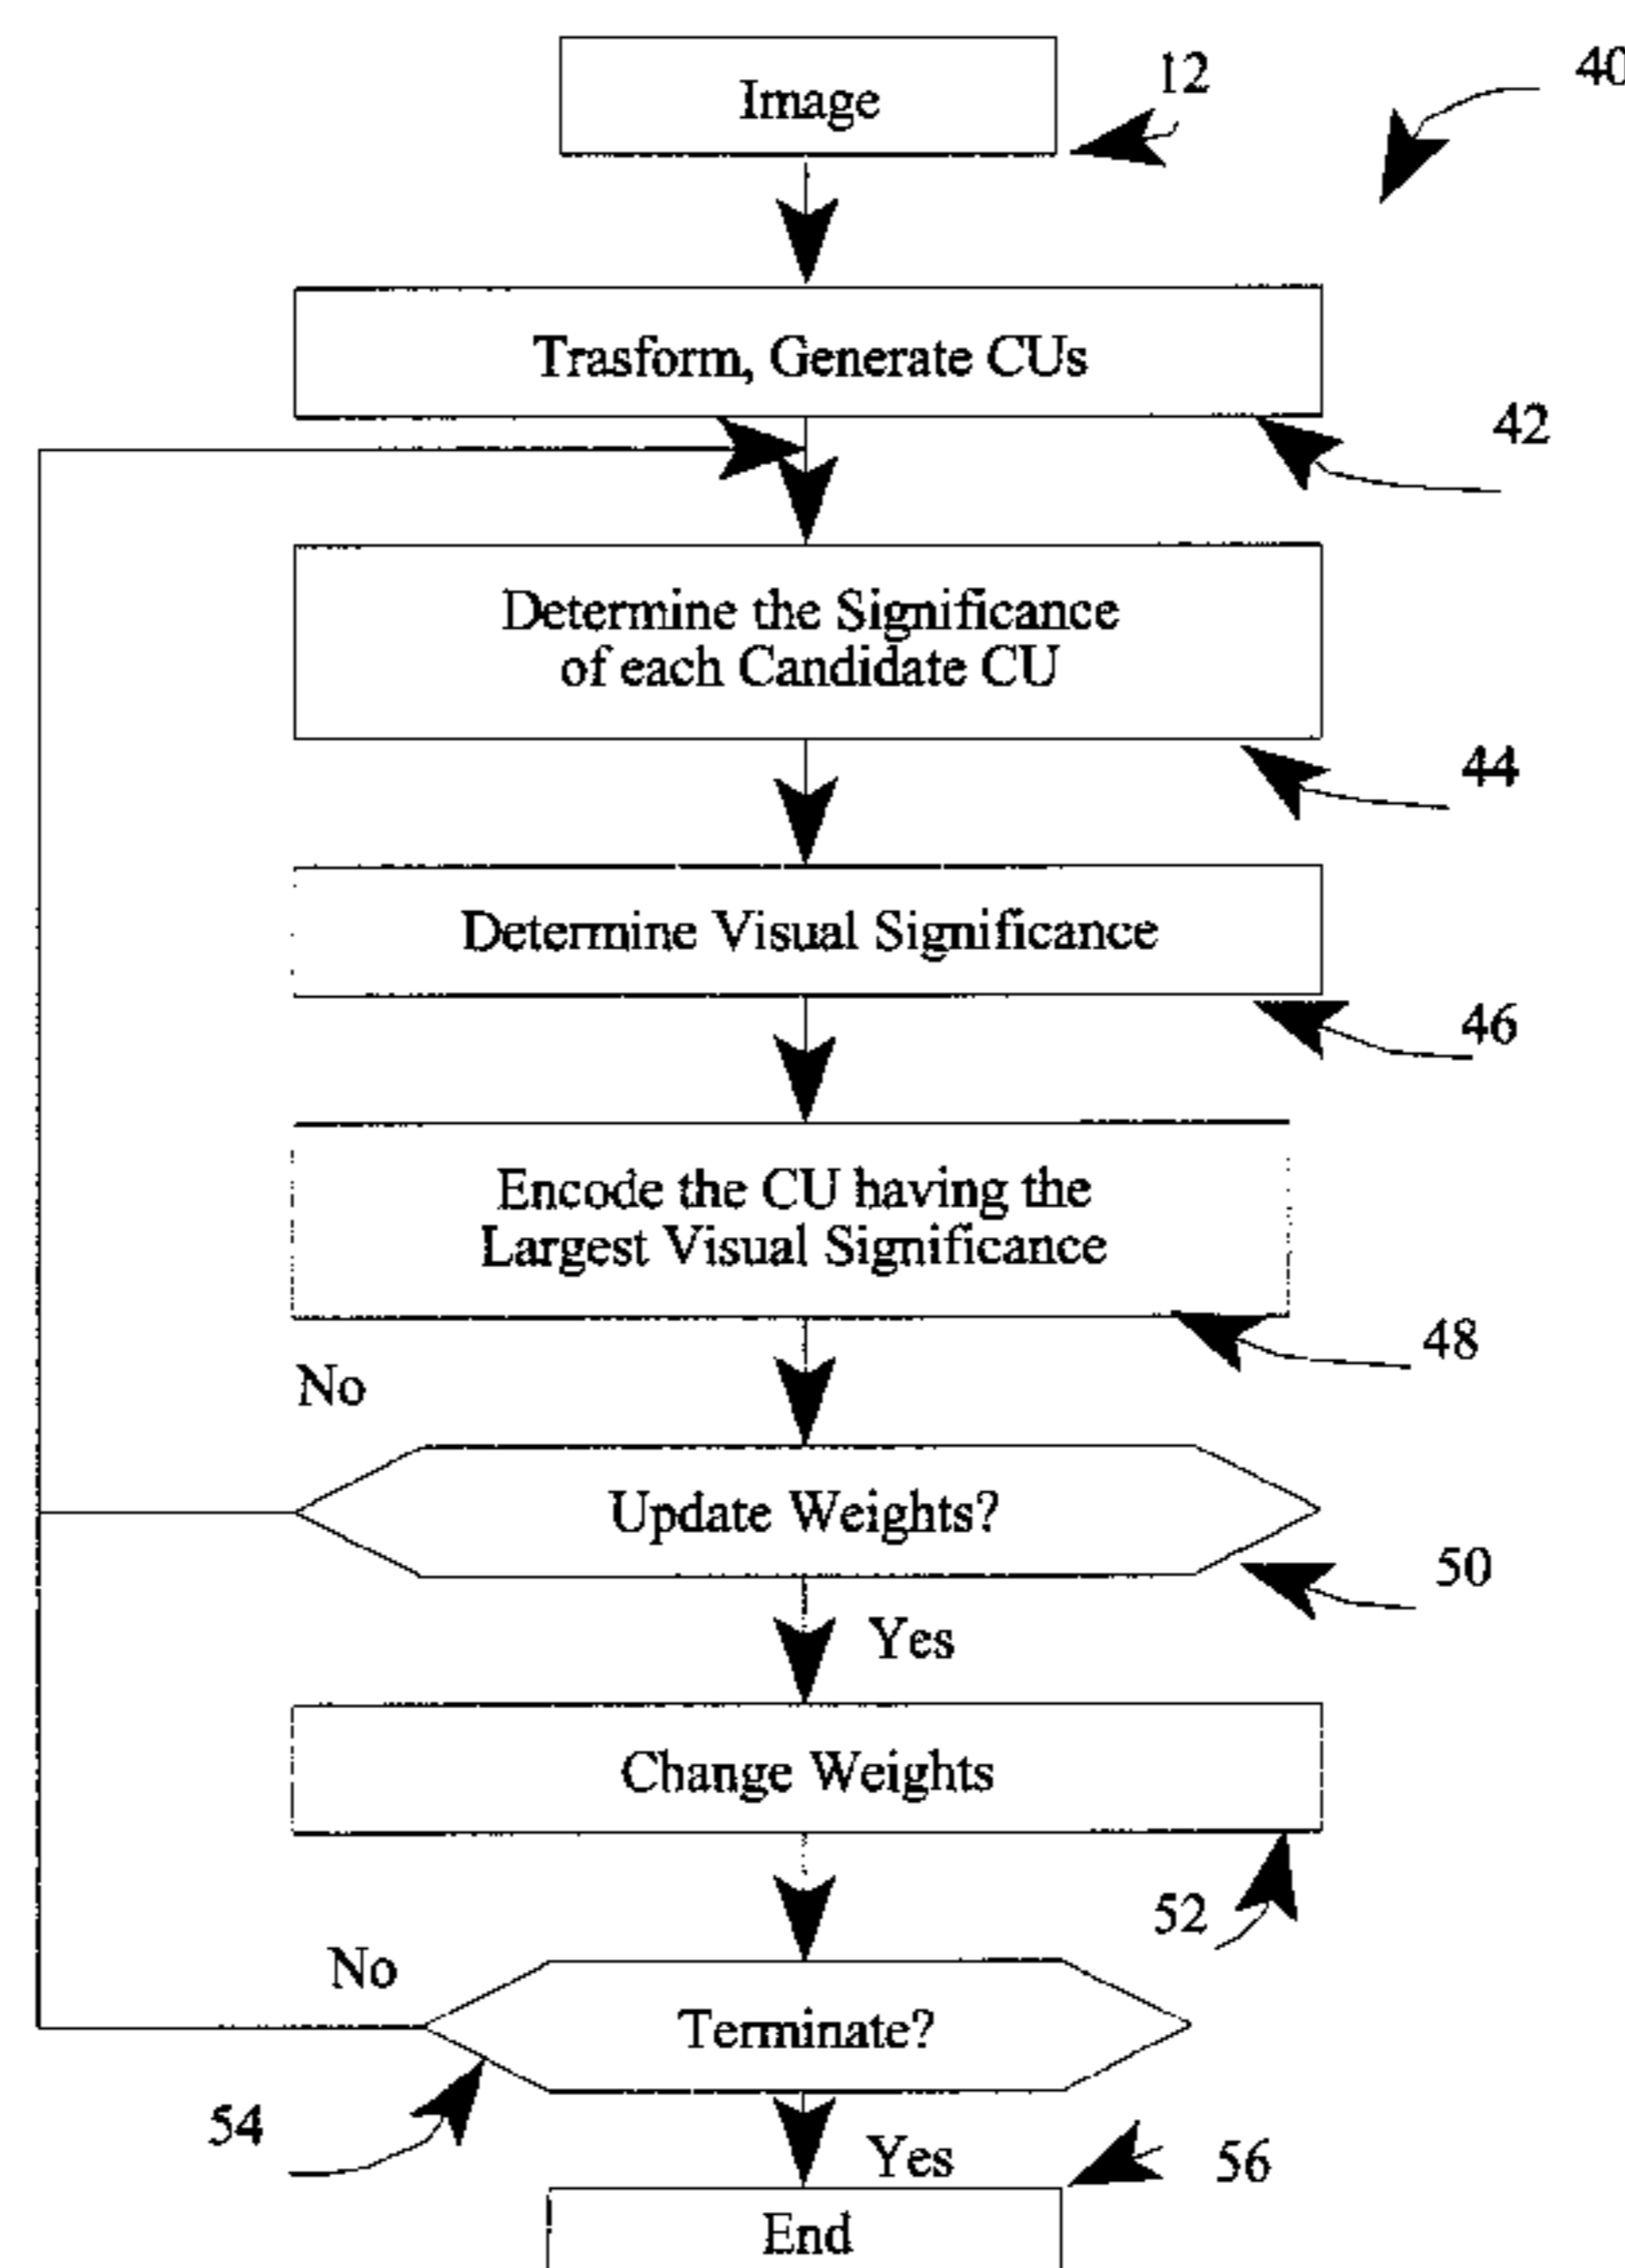 Image
12
40
Trasform, Generate CUs
42
Determine the Significance
of each Candidate CU
44
Determine Visual Significance
46
Encode the CU having the
Largest Visual Significance
48
No
Update Weights?
50
Yes
Change Weights
52
No
Terminate?
54
Yes
56
End